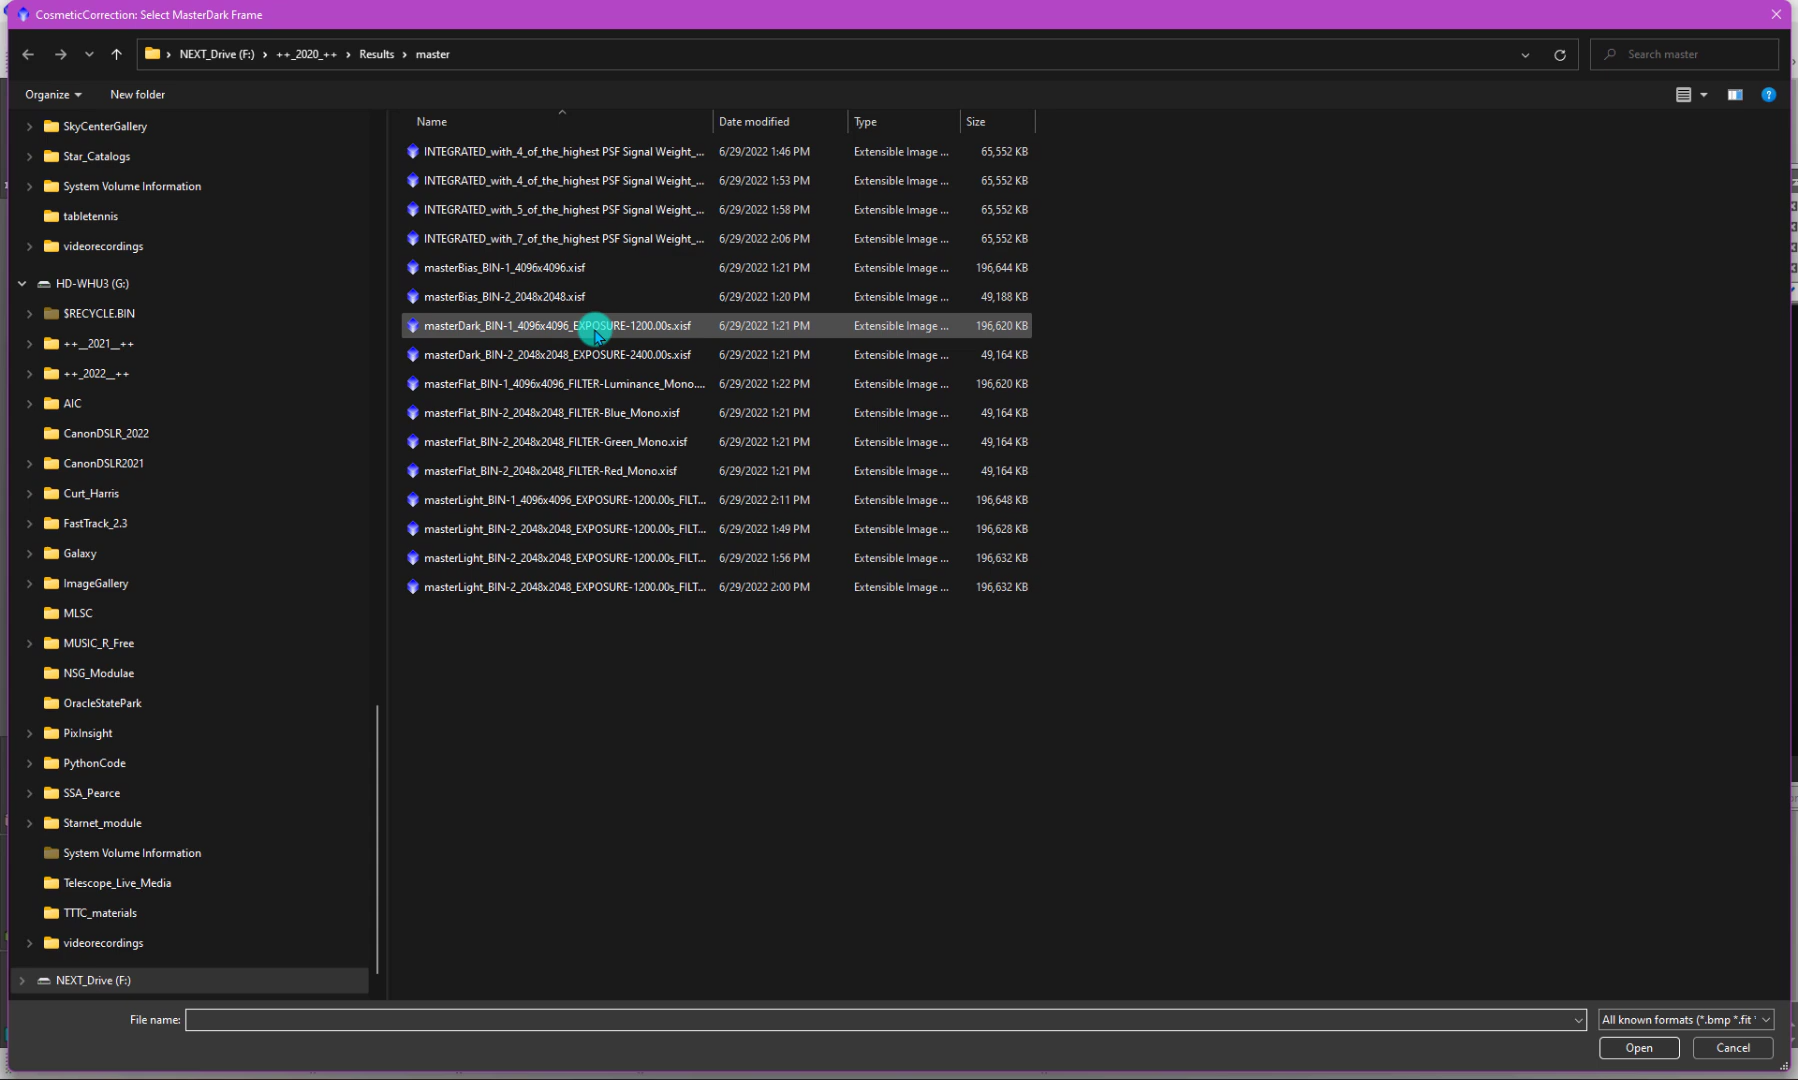 CosmeticCorrection: Select MasterDark Frame
NEXT_Drive (F:) › ++_2020_++ › Results › master
Search master
Organize
New folder
SkyCenterGallery
Star_Catalogs
System Volume Information
tabletennis
videorecordings
HD-WHU3 (G:)
$RECYCLE.BIN
++__2021__++
++_2022__++
AIC
CanonDSLR_2022
CanonDSLR2021
Curt_Harris
FastTrack_2.3
Galaxy
ImageGallery
MLSC
MUSIC_R_Free
NSG_Modulae
OracleStatePark
PixInsight
PythonCode
SSA_Pearce
Starnet_module
System Volume Information
Telescope_Live_Media
TTTC_materials
videorecordings
NEXT_Drive (F:)
Name Date modified Type Size
INTEGRATED_with_4_of_the_highest PSF Signal Weight_... 6/29/2022 1:46 PM Extensible Image ... 65,552 KB
INTEGRATED_with_4_of_the_highest PSF Signal Weight_... 6/29/2022 1:53 PM Extensible Image ... 65,552 KB
INTEGRATED_with_5_of_the_highest PSF Signal Weight_... 6/29/2022 1:58 PM Extensible Image ... 65,552 KB
INTEGRATED_with_7_of_the_highest PSF Signal Weight_... 6/29/2022 2:06 PM Extensible Image ... 65,552 KB
masterBias_BIN-1_4096x4096.xisf 6/29/2022 1:21 PM Extensible Image ... 196,644 KB
masterBias_BIN-2_2048x2048.xisf 6/29/2022 1:20 PM Extensible Image ... 49,188 KB
masterDark_BIN-1_4096x4096_EXPOSURE-1200.00s.xisf 6/29/2022 1:21 PM Extensible Image ... 196,620 KB
masterDark_BIN-2_2048x2048_EXPOSURE-2400.00s.xisf 6/29/2022 1:21 PM Extensible Image ... 49,164 KB
masterFlat_BIN-1_4096x4096_FILTER-Luminance_Mono.... 6/29/2022 1:22 PM Extensible Image ... 196,620 KB
masterFlat_BIN-2_2048x2048_FILTER-Blue_Mono.xisf 6/29/2022 1:21 PM Extensible Image ... 49,164 KB
masterFlat_BIN-2_2048x2048_FILTER-Green_Mono.xisf 6/29/2022 1:21 PM Extensible Image ... 49,164 KB
masterFlat_BIN-2_2048x2048_FILTER-Red_Mono.xisf 6/29/2022 1:21 PM Extensible Image ... 49,164 KB
masterLight_BIN-1_4096x4096_EXPOSURE-1200.00s_FILT... 6/29/2022 2:11 PM Extensible Image ... 196,648 KB
masterLight_BIN-2_2048x2048_EXPOSURE-1200.00s_FILT... 6/29/2022 1:49 PM Extensible Image ... 196,628 KB
masterLight_BIN-2_2048x2048_EXPOSURE-1200.00s_FILT... 6/29/2022 1:56 PM Extensible Image ... 196,632 KB
masterLight_BIN-2_2048x2048_EXPOSURE-1200.00s_FILT... 6/29/2022 2:00 PM Extensible Image ... 196,632 KB
File name:
All known formats (*.bmp *.fit
Open Cancel